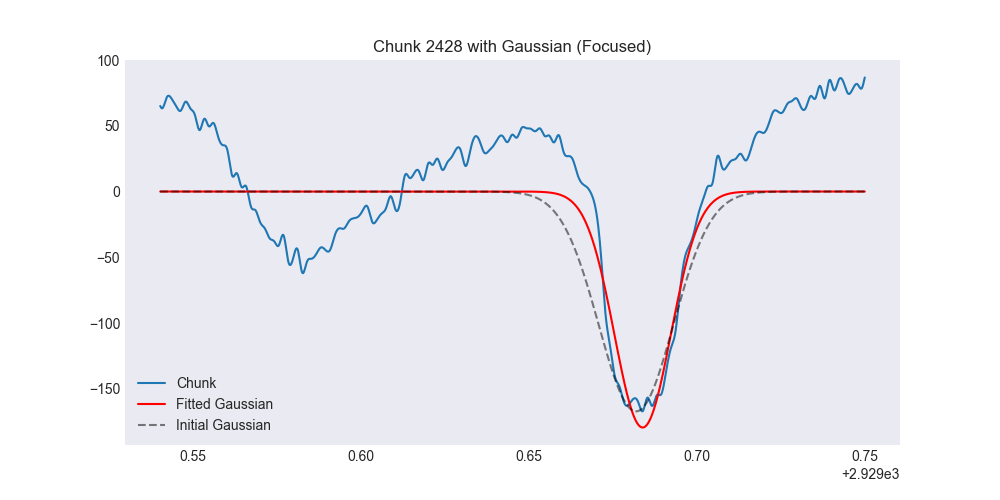 Chunk 2428 with Gaussian (Focused)
100
50
0
−50
−100
−150
Chunk
Fitted Gaussian
Initial Gaussian
0.55 0.60 0.65 0.70 0.75
+2.929e3